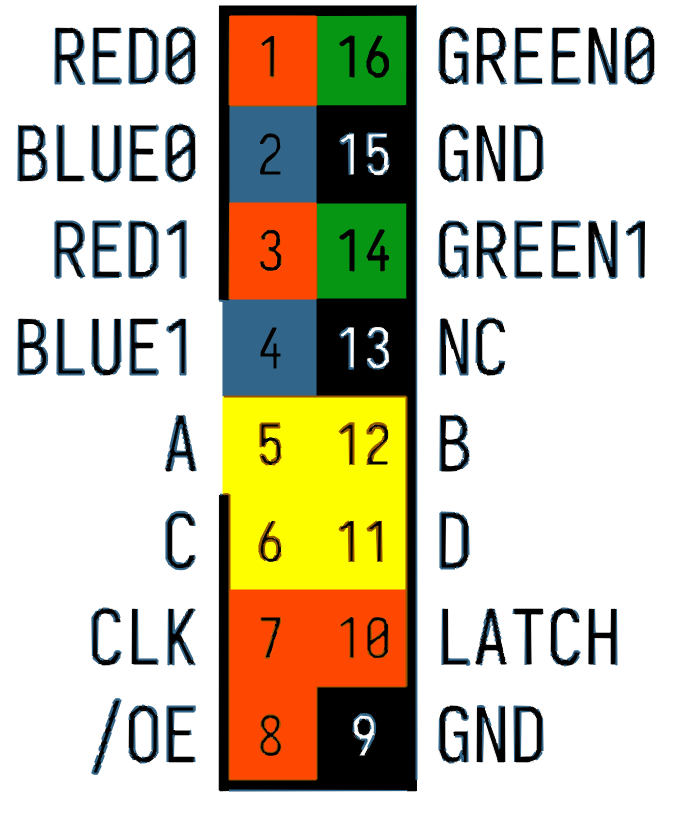 RED0 1 16 GREEN0
BLUE0 2 15 GND
RED1 3 14 GREEN1
BLUE1 4 13 NC
A 5 12 B
C 6 11 D
CLK 7 10 LATCH
/OE 8 9 GND